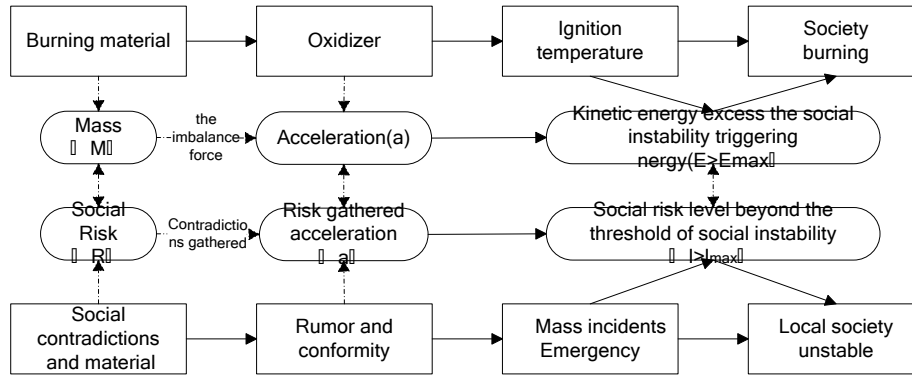 Burning material
Oxidizer
Ignition
temperature
Society
burning
Mass
▯ M▯
the
imbalance
force
Acceleration(a)
Kinetic energy excess the social
instability triggering
nergy(E>Emax▯
Social
Risk
▯ R▯
Contradictio
ns gathered
Risk gathered
acceleration
▯ a▯
Social risk level beyond the
threshold of social instability
▯ I>Imax▯
Social
contradictions
and material
Rumor and
conformity
Mass incidents
Emergency
Local society
unstable